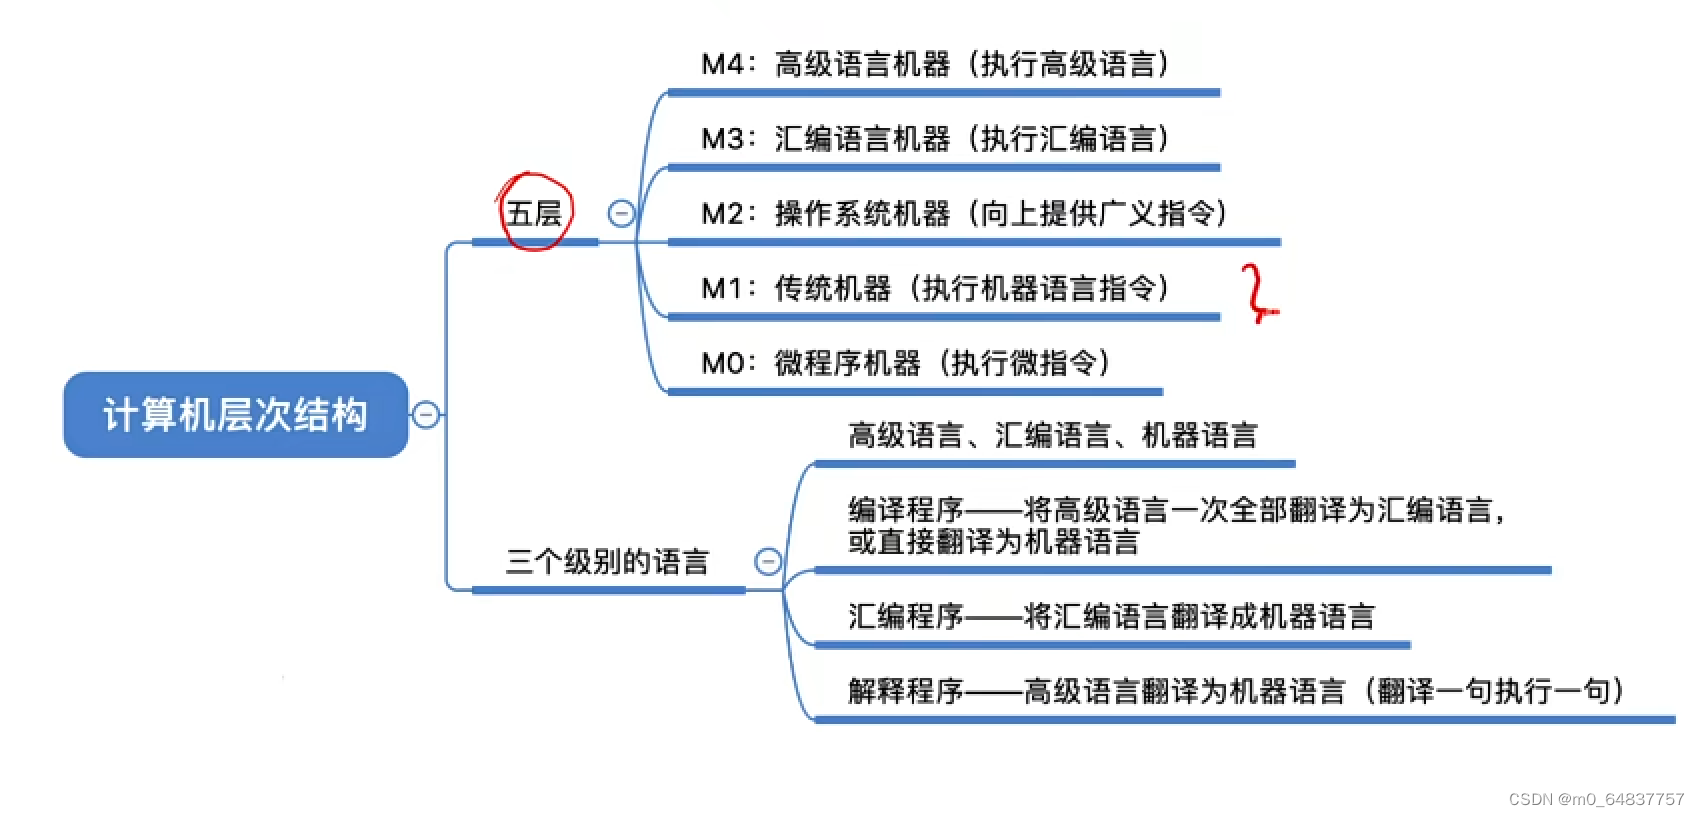 M4：高级语言机器（执行高级语言）
M3：汇编语言机器（执行汇编语言）
五层
M2：操作系统机器（向上提供广义指令）
M1：传统机器（执行机器语言指令）
M0：微程序机器（执行微指令）
计算机层次结构
高级语言、汇编语言、机器语言
编译程序——将高级语言一次全部翻译为汇编语言，
或直接翻译为机器语言
三个级别的语言
汇编程序——将汇编语言翻译成机器语言
解释程序——高级语言翻译为机器语言（翻译一句执行一句）
CSDN @m0_64837757